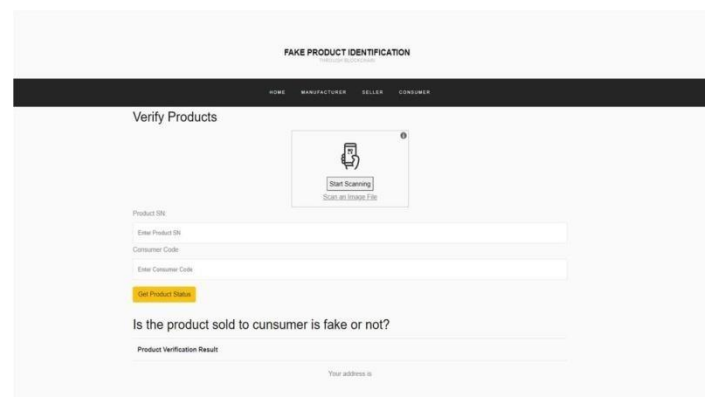 FAKE PRODUCT IDENTIFICATION
THROUGH BLOCKCHAIN
HOME MANUFACTURER SELLER CONSUMER
Verify Products
Start Scanning
Scan an Image File
Product SN:
Enter Product SN
Consumer Code:
Enter Consumer Code
Get Product Status
Is the product sold to cunsumer is fake or not?
Product Verification Result
Your address is